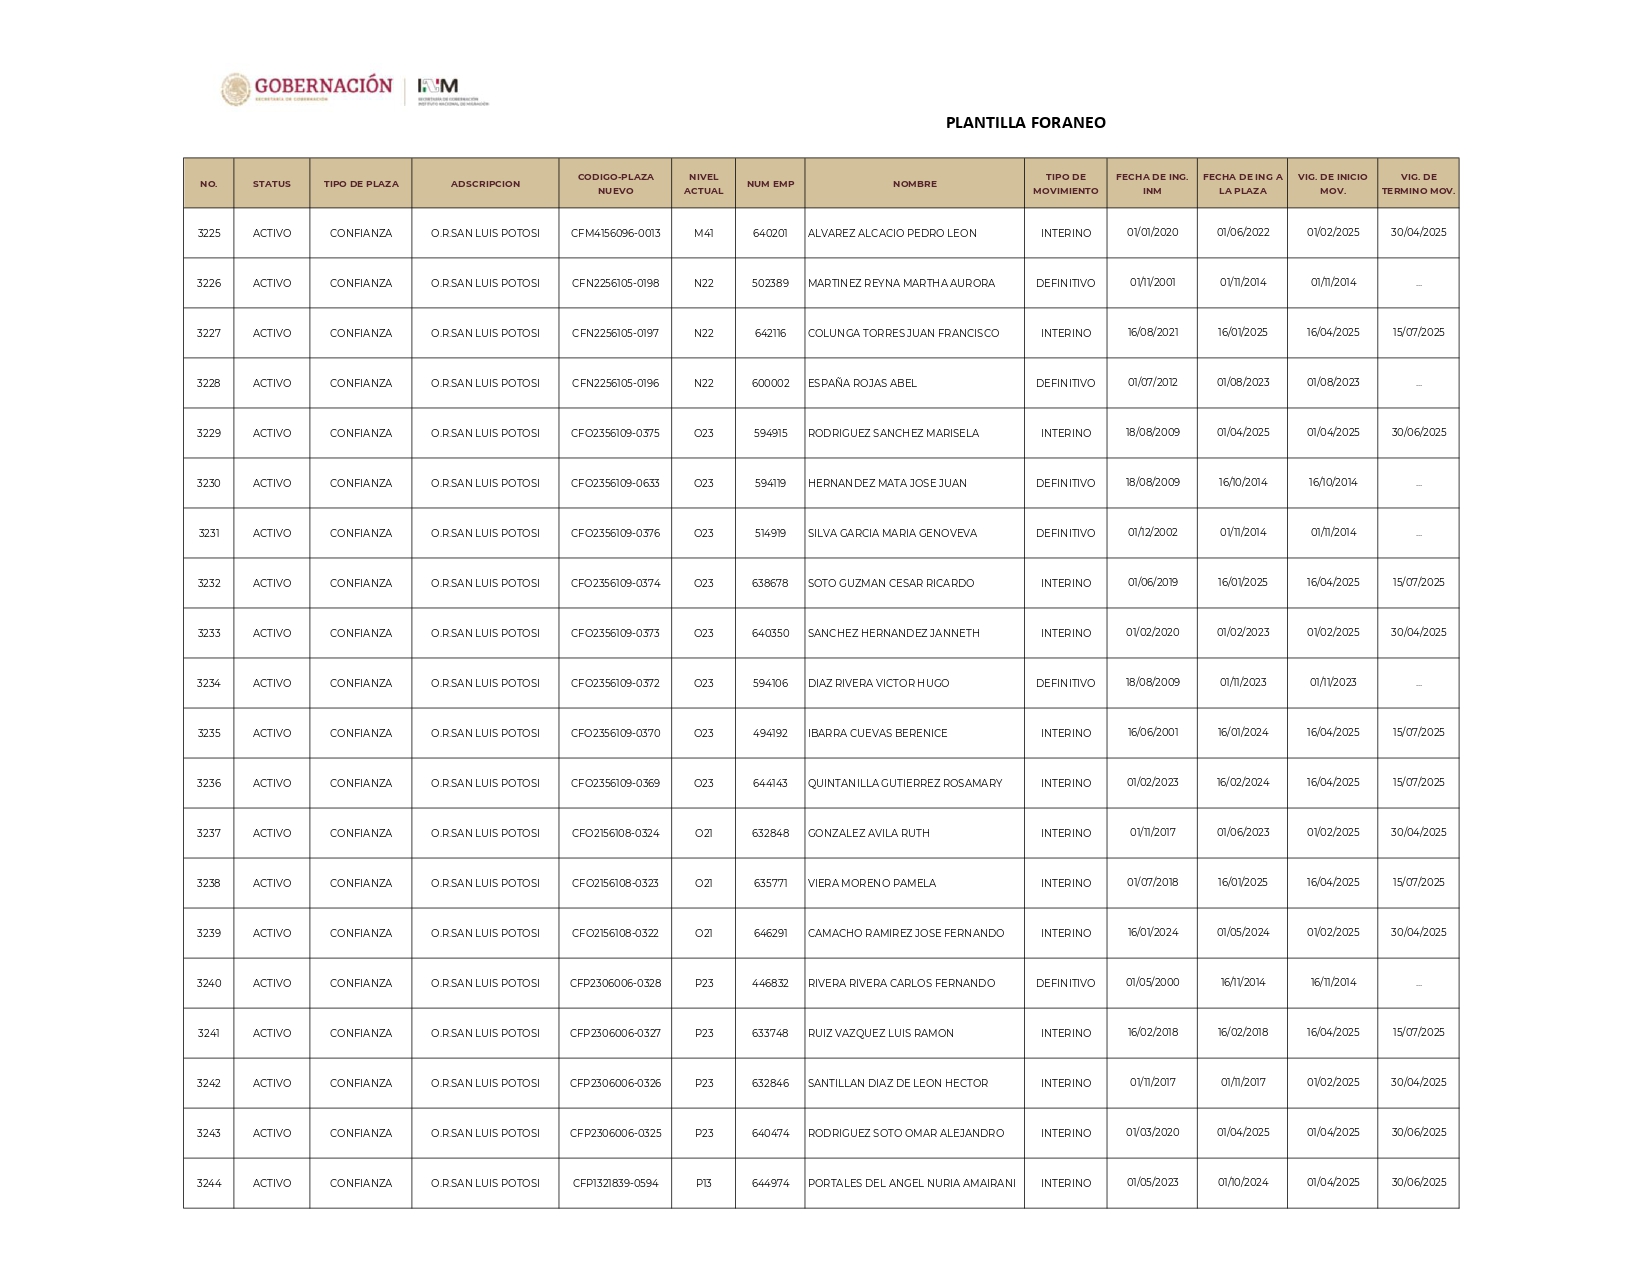 GOBERNACIÓN
SECRETARÍA DE GOBERNACIÓN
INM
SECRETARÍA DE GOBERNACIÓN
INSTITUTO NACIONAL DE MIGRACIÓN
PLANTILLA FORANEO
NO. STATUS TIPO DE PLAZA ADSCRIPCION CODIGO-PLAZA NUEVO NIVEL ACTUAL NUM EMP NOMBRE TIPO DE MOVIMIENTO FECHA DE ING. INM FECHA DE ING A LA PLAZA VIG. DE INICIO MOV. VIG. DE TERMINO MOV.
3225 ACTIVO CONFIANZA O.R.SAN LUIS POTOSI CFM4156096-0013 M41 640201 ALVAREZ ALCACIO PEDRO LEON INTERINO 01/01/2020 01/06/2022 01/02/2025 30/04/2025
3226 ACTIVO CONFIANZA O.R.SAN LUIS POTOSI CFN2256105-0198 N22 502389 MARTINEZ REYNA MARTHA AURORA DEFINITIVO 01/11/2001 01/11/2014 01/11/2014 ...
3227 ACTIVO CONFIANZA O.R.SAN LUIS POTOSI CFN2256105-0197 N22 642116 COLUNGA TORRES JUAN FRANCISCO INTERINO 16/08/2021 16/01/2025 16/04/2025 15/07/2025
3228 ACTIVO CONFIANZA O.R.SAN LUIS POTOSI CFN2256105-0196 N22 600002 ESPAÑA ROJAS ABEL DEFINITIVO 01/07/2012 01/08/2023 01/08/2023 ...
3229 ACTIVO CONFIANZA O.R.SAN LUIS POTOSI CFO2356109-0375 O23 594915 RODRIGUEZ SANCHEZ MARISELA INTERINO 18/08/2009 01/04/2025 01/04/2025 30/06/2025
3230 ACTIVO CONFIANZA O.R.SAN LUIS POTOSI CFO2356109-0633 O23 594119 HERNANDEZ MATA JOSE JUAN DEFINITIVO 18/08/2009 16/10/2014 16/10/2014 ...
3231 ACTIVO CONFIANZA O.R.SAN LUIS POTOSI CFO2356109-0376 O23 514919 SILVA GARCIA MARIA GENOVEVA DEFINITIVO 01/12/2002 01/11/2014 01/11/2014 ...
3232 ACTIVO CONFIANZA O.R.SAN LUIS POTOSI CFO2356109-0374 O23 638678 SOTO GUZMAN CESAR RICARDO INTERINO 01/06/2019 16/01/2025 16/04/2025 15/07/2025
3233 ACTIVO CONFIANZA O.R.SAN LUIS POTOSI CFO2356109-0373 O23 640350 SANCHEZ HERNANDEZ JANNETH INTERINO 01/02/2020 01/02/2023 01/02/2025 30/04/2025
3234 ACTIVO CONFIANZA O.R.SAN LUIS POTOSI CFO2356109-0372 O23 594106 DIAZ RIVERA VICTOR HUGO DEFINITIVO 18/08/2009 01/11/2023 01/11/2023 ...
3235 ACTIVO CONFIANZA O.R.SAN LUIS POTOSI CFO2356109-0370 O23 494192 IBARRA CUEVAS BERENICE INTERINO 16/06/2001 16/01/2024 16/04/2025 15/07/2025
3236 ACTIVO CONFIANZA O.R.SAN LUIS POTOSI CFO2356109-0369 O23 644143 QUINTANILLA GUTIERREZ ROSAMARY INTERINO 01/02/2023 16/02/2024 16/04/2025 15/07/2025
3237 ACTIVO CONFIANZA O.R.SAN LUIS POTOSI CFO2156108-0324 O21 632848 GONZALEZ AVILA RUTH INTERINO 01/11/2017 01/06/2023 01/02/2025 30/04/2025
3238 ACTIVO CONFIANZA O.R.SAN LUIS POTOSI CFO2156108-0323 O21 635771 VIERA MORENO PAMELA INTERINO 01/07/2018 16/01/2025 16/04/2025 15/07/2025
3239 ACTIVO CONFIANZA O.R.SAN LUIS POTOSI CFO2156108-0322 O21 646291 CAMACHO RAMIREZ JOSE FERNANDO INTERINO 16/01/2024 01/05/2024 01/02/2025 30/04/2025
3240 ACTIVO CONFIANZA O.R.SAN LUIS POTOSI CFP2306006-0328 P23 446832 RIVERA RIVERA CARLOS FERNANDO DEFINITIVO 01/05/2000 16/11/2014 16/11/2014 ...
3241 ACTIVO CONFIANZA O.R.SAN LUIS POTOSI CFP2306006-0327 P23 633748 RUIZ VAZQUEZ LUIS RAMON INTERINO 16/02/2018 16/02/2018 16/04/2025 15/07/2025
3242 ACTIVO CONFIANZA O.R.SAN LUIS POTOSI CFP2306006-0326 P23 632846 SANTILLAN DIAZ DE LEON HECTOR INTERINO 01/11/2017 01/11/2017 01/02/2025 30/04/2025
3243 ACTIVO CONFIANZA O.R.SAN LUIS POTOSI CFP2306006-0325 P23 640474 RODRIGUEZ SOTO OMAR ALEJANDRO INTERINO 01/03/2020 01/04/2025 01/04/2025 30/06/2025
3244 ACTIVO CONFIANZA O.R.SAN LUIS POTOSI CFP1321839-0594 P13 644974 PORTALES DEL ANGEL NURIA AMAIRANI INTERINO 01/05/2023 01/10/2024 01/04/2025 30/06/2025